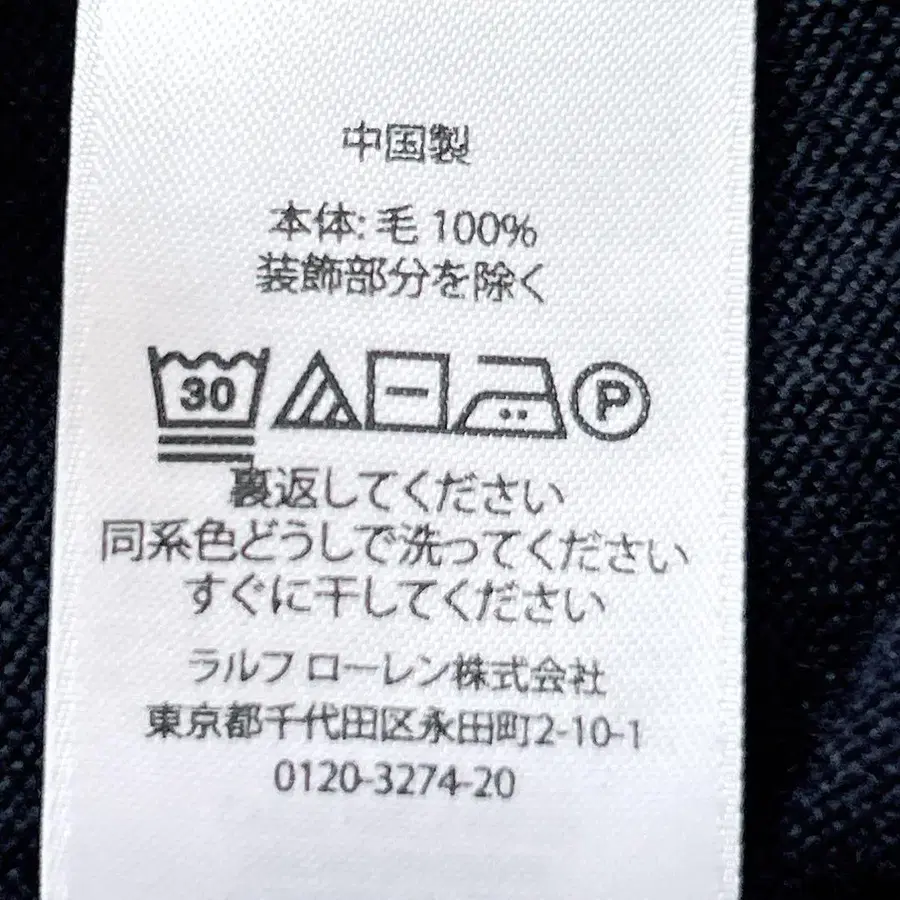 中国製
本体: 毛 100%
装飾部分を除く
30 P
裏返してください
同系色どうしで洗ってください
すぐに干してください
ラルフ ローレン株式会社
東京都千代田区永田町2-10-1
0120-3274-20